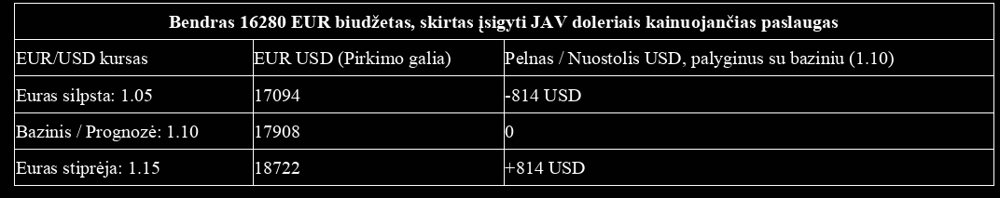 Bendras 16280 EUR biudžetas, skirtas įsigyti JAV doleriais kainuojančias paslaugas
EUR/USD kursas EUR USD (Pirkimo galia) Pelnas / Nuostolis USD, palyginus su baziniu (1.10)
Euras silpsta: 1.05 17094 -814 USD
Bazinis / Prognozė: 1.10 17908 0
Euras stiprėja: 1.15 18722 +814 USD